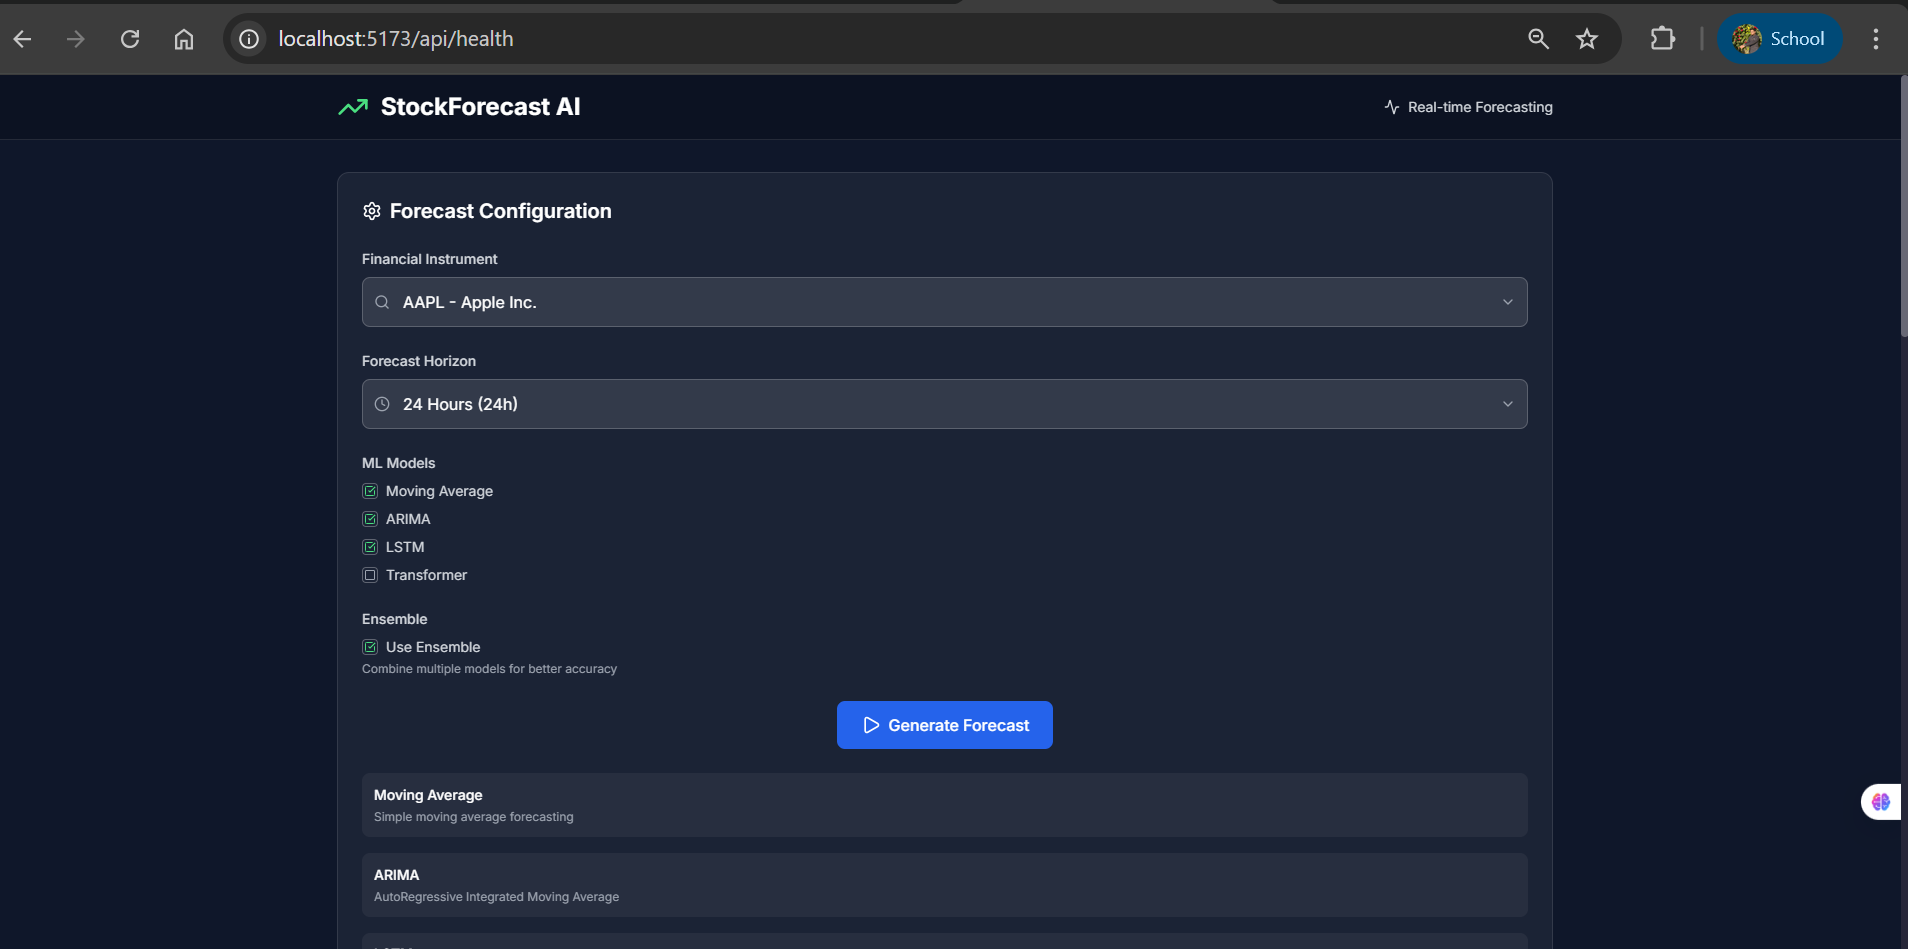 localhost:5173/api/health
School
StockForecast AI
Real-time Forecasting
Forecast Configuration
Financial Instrument
AAPL - Apple Inc.
Forecast Horizon
24 Hours (24h)
ML Models
Moving Average
ARIMA
LSTM
Transformer
Ensemble
Use Ensemble
Combine multiple models for better accuracy
Generate Forecast
Moving Average
Simple moving average forecasting
ARIMA
AutoRegressive Integrated Moving Average